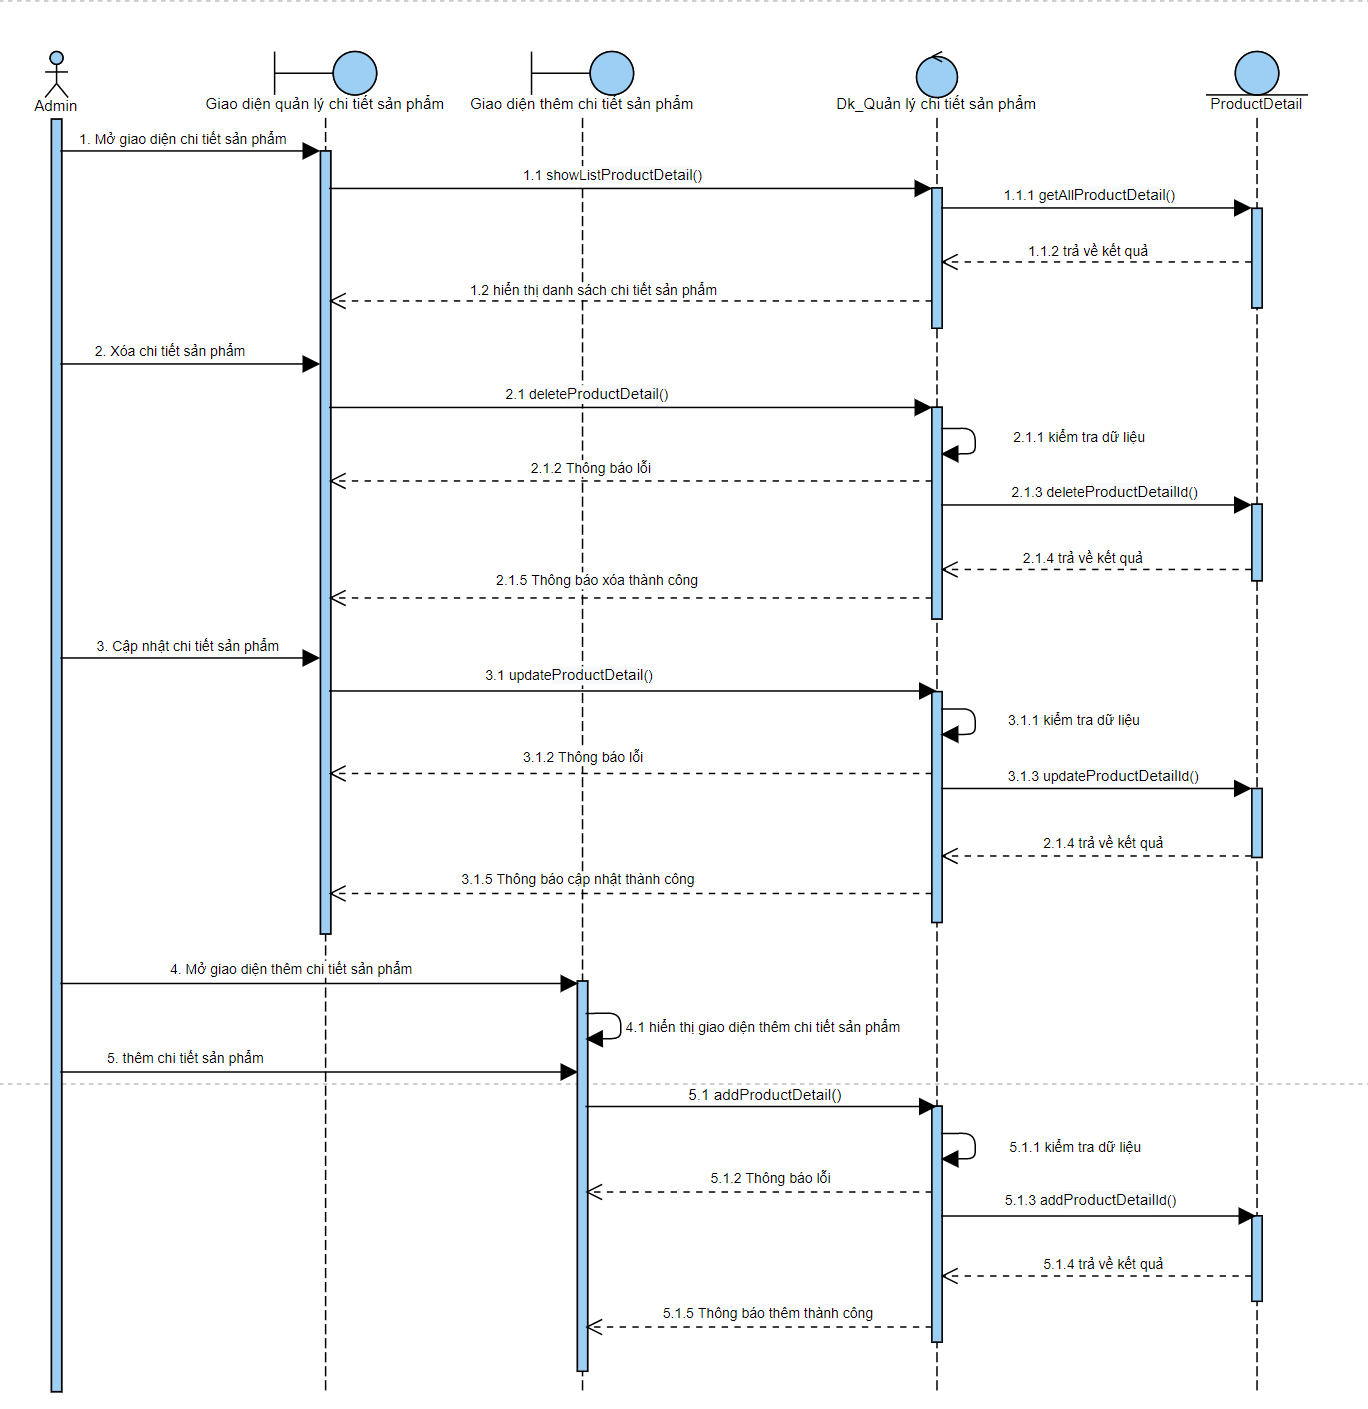 Admin
Giao diện quản lý chi tiết sản phẩm
Giao diện thêm chi tiết sản phẩm
Dk_Quản lý chi tiết sản phẩm
ProductDetail
1. Mở giao diện chi tiết sản phẩm
1.1 showListProductDetail()
1.1.1 getAllProductDetail()
1.1.2 trả về kết quả
1.2 hiển thị danh sách chi tiết sản phẩm
2. Xóa chi tiết sản phẩm
2.1 deleteProductDetail()
2.1.1 kiểm tra dữ liệu
2.1.2 Thông báo lỗi
2.1.3 deleteProductDetailId()
2.1.4 trả về kết quả
2.1.5 Thông báo xóa thành công
3. Cập nhật chi tiết sản phẩm
3.1 updateProductDetail()
3.1.1 kiểm tra dữ liệu
3.1.2 Thông báo lỗi
3.1.3 updateProductDetailId()
2.1.4 trả về kết quả
3.1.5 Thông báo cập nhật thành công
4. Mở giao diện thêm chi tiết sản phẩm
4.1 hiển thị giao diện thêm chi tiết sản phẩm
5. thêm chi tiết sản phẩm
5.1 addProductDetail()
5.1.1 kiểm tra dữ liệu
5.1.2 Thông báo lỗi
5.1.3 addProductDetailId()
5.1.4 trả về kết quả
5.1.5 Thông báo thêm thành công